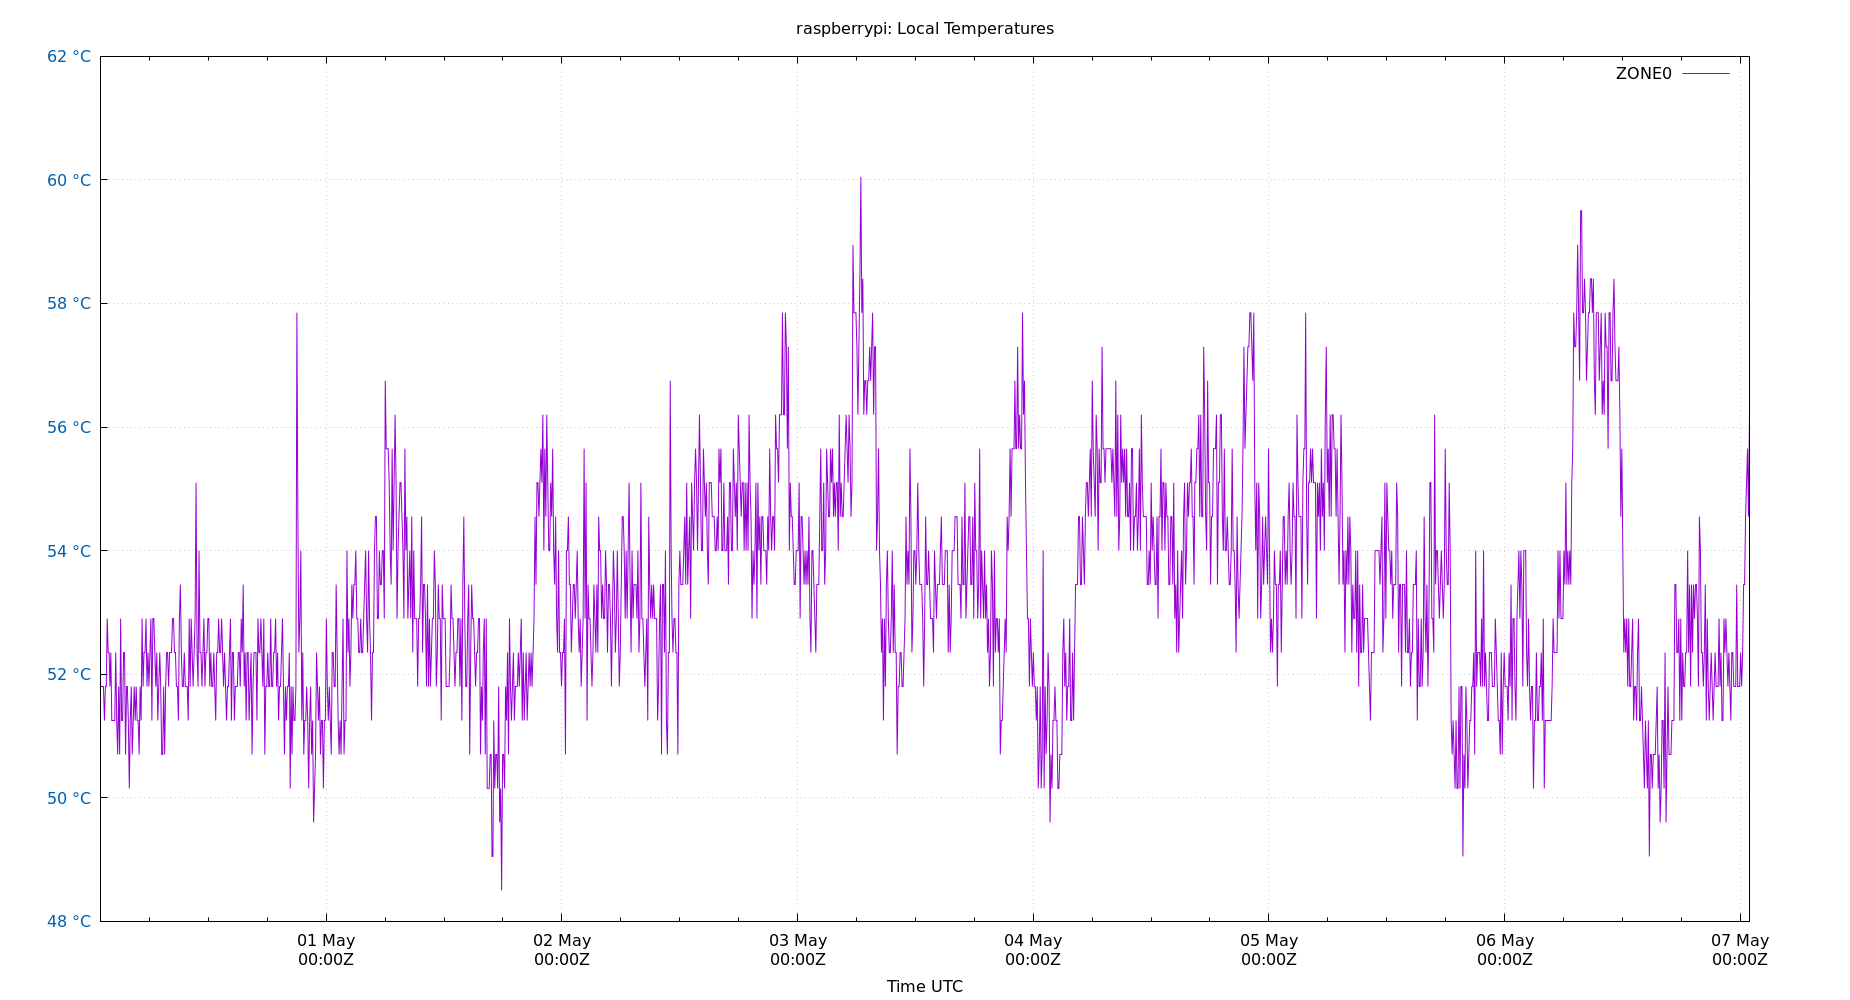 raspberrypi: Local Temperatures
62 °C
ZONE0
60 °C
58 °C
56 °C
54 °C
52 °C
50 °C
48 °C
01 May 02 May 03 May 04 May 05 May 06 May 07 May
00:00Z 00:00Z 00:00Z 00:00Z 00:00Z 00:00Z 00:00Z
Time UTC